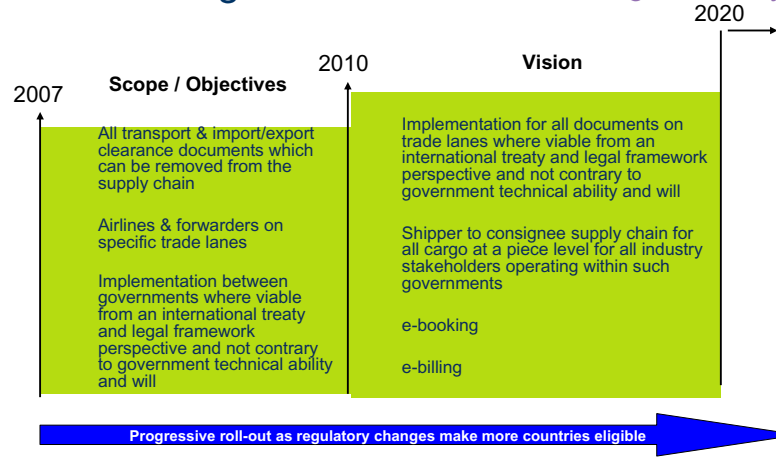 2020
2010
2007
Scope / Objectives
All transport & import/export
clearance documents which
can be removed from the
supply chain
Airlines & forwarders on
specific trade lanes
Implementation between
governments where viable
from an international treaty
and legal framework
perspective and not contrary
to government technical ability
and will
Vision
Implementation for all documents on
trade lanes where viable from an
international treaty and legal framework
perspective and not contrary to
government technical ability and will
Shipper to consignee supply chain for
all cargo at a piece level for all industry
stakeholders operating within such
governments
e-booking
e-billing
Progressive roll-out as regulatory changes make more countries eligible